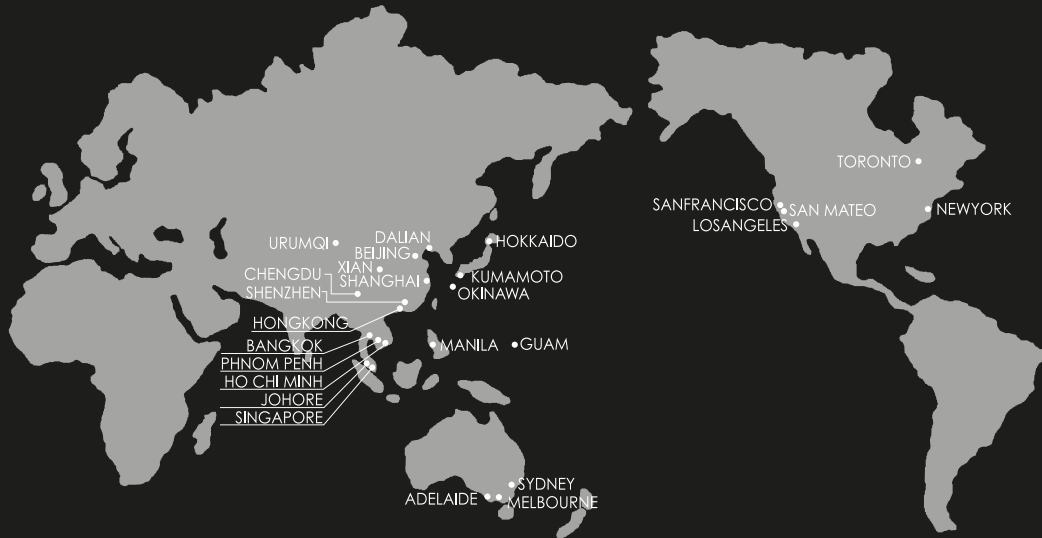 TORONTO
SANFRANCISCO
SAN MATEO
NEWYORK
LOSANGELES
URUMQI
DALIAN
HOKKAIDO
BEIJING
XIAN
CHENGDU
SHANGHAI
KUMAMOTO
SHENZHEN
OKINAWA
HONGKONG
BANGKOK
MANILA
GUAM
PHNOM PENH
HO CHI MINH
JOHORE
SINGAPORE
SYDNEY
ADELAIDE
MELBOURNE